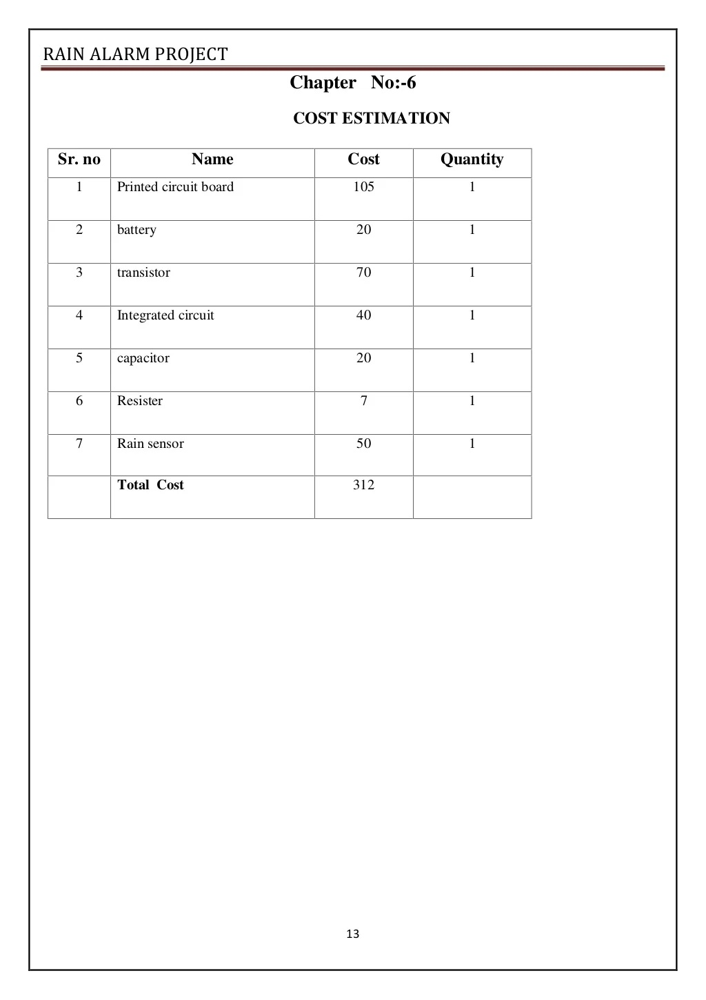 RAIN ALARM PROJECT
Chapter No:-6
COST ESTIMATION
Sr. no Name Cost Quantity
1 Printed circuit board 105 1
2 battery 20 1
3 transistor 70 1
4 Integrated circuit 40 1
5 capacitor 20 1
6 Resister 7 1
7 Rain sensor 50 1
Total Cost 312
13